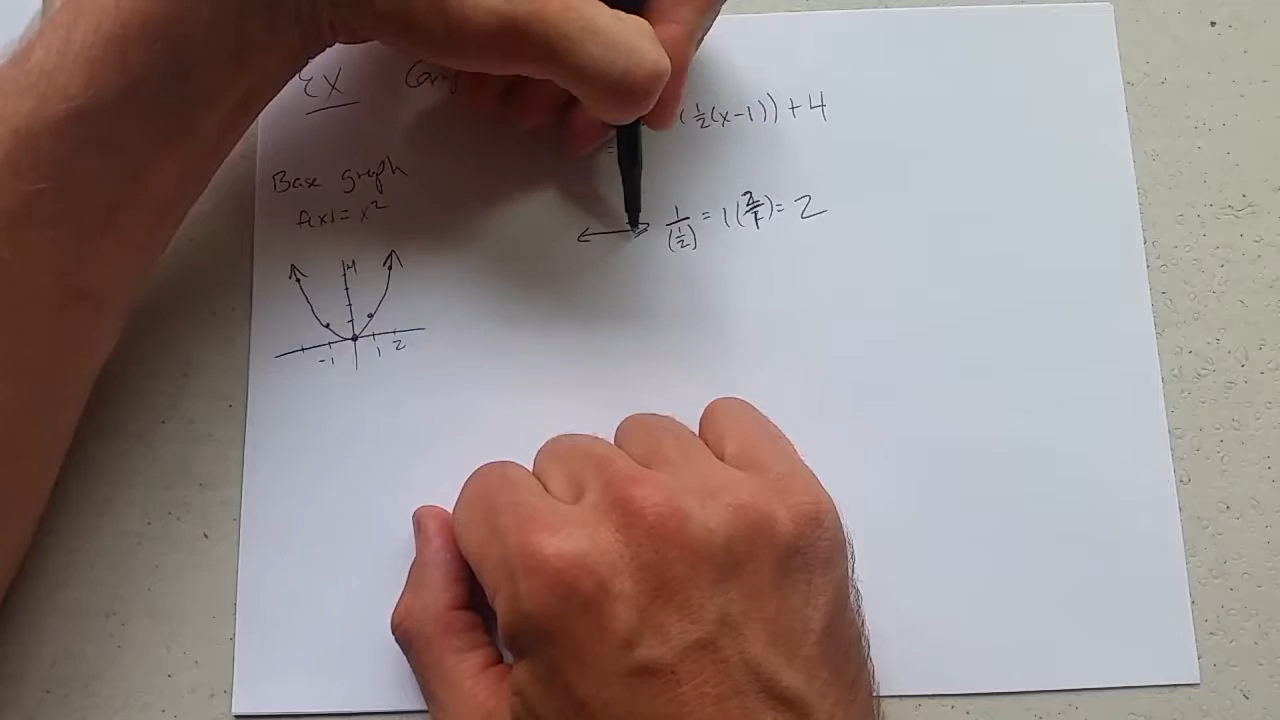 Ex
(½(x-1))+4
=
Base graph
f(x)=x²
1/(½) = 1(2/1) = 2
4
-1 1 2